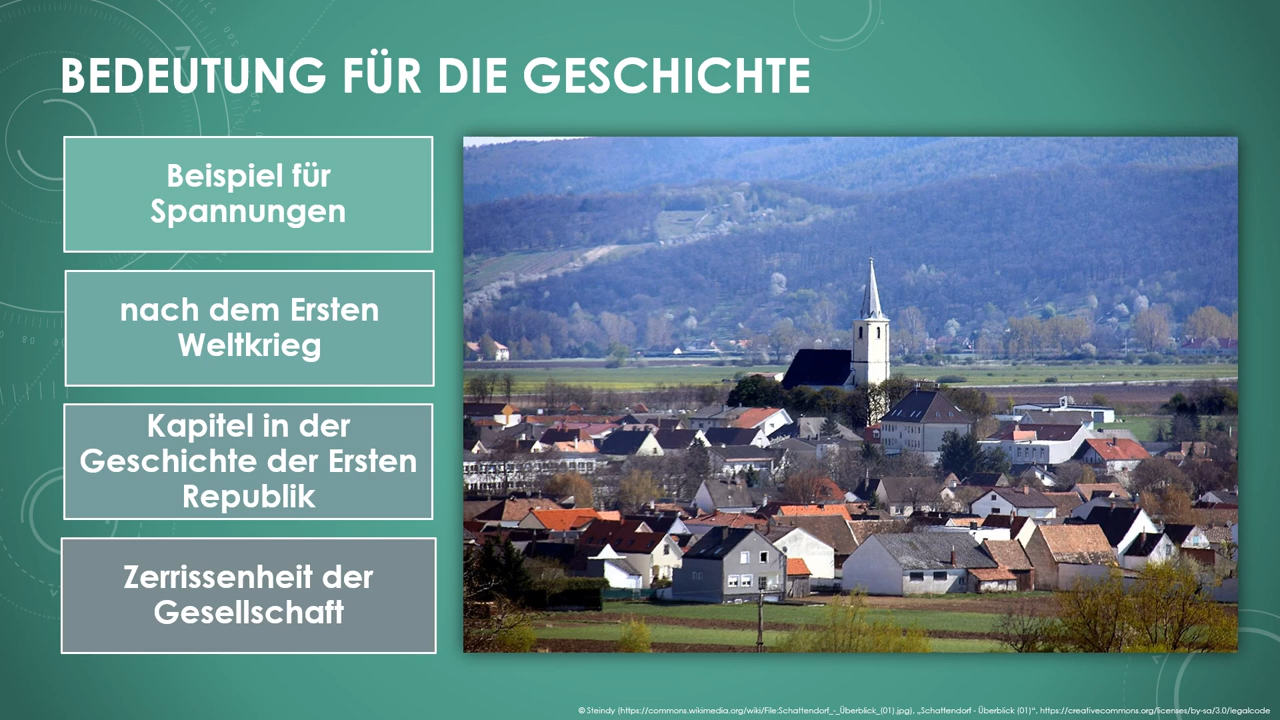 BEDEUTUNG FÜR DIE GESCHICHTE
Beispiel für
Spannungen
nach dem Ersten
Weltkrieg
Kapitel in der
Geschichte der Ersten
Republik
Zerrissenheit der
Gesellschaft
© Steindy (https://commons.wikimedia.org/wiki/File:Schattendorf_-_Überblick_(01).jpg), „Schattendorf - Überblick (01)“, https://creativecommons.org/licenses/by-sa/3.0/legalcode